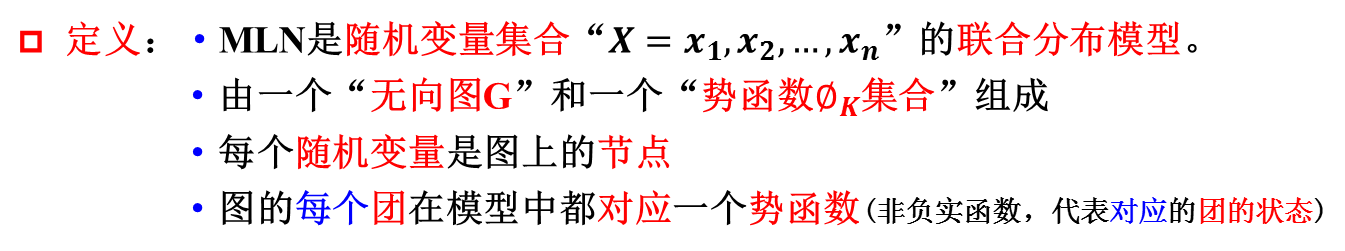 定义：•MLN是随机变量集合“X = x₁, x₂, …, xₙ”的联合分布模型。
•由一个“无向图G”和一个“势函数∅_K集合”组成
•每个随机变量是图上的节点
•图的每个团在模型中都对应一个势函数(非负实函数，代表对应的团的状态)